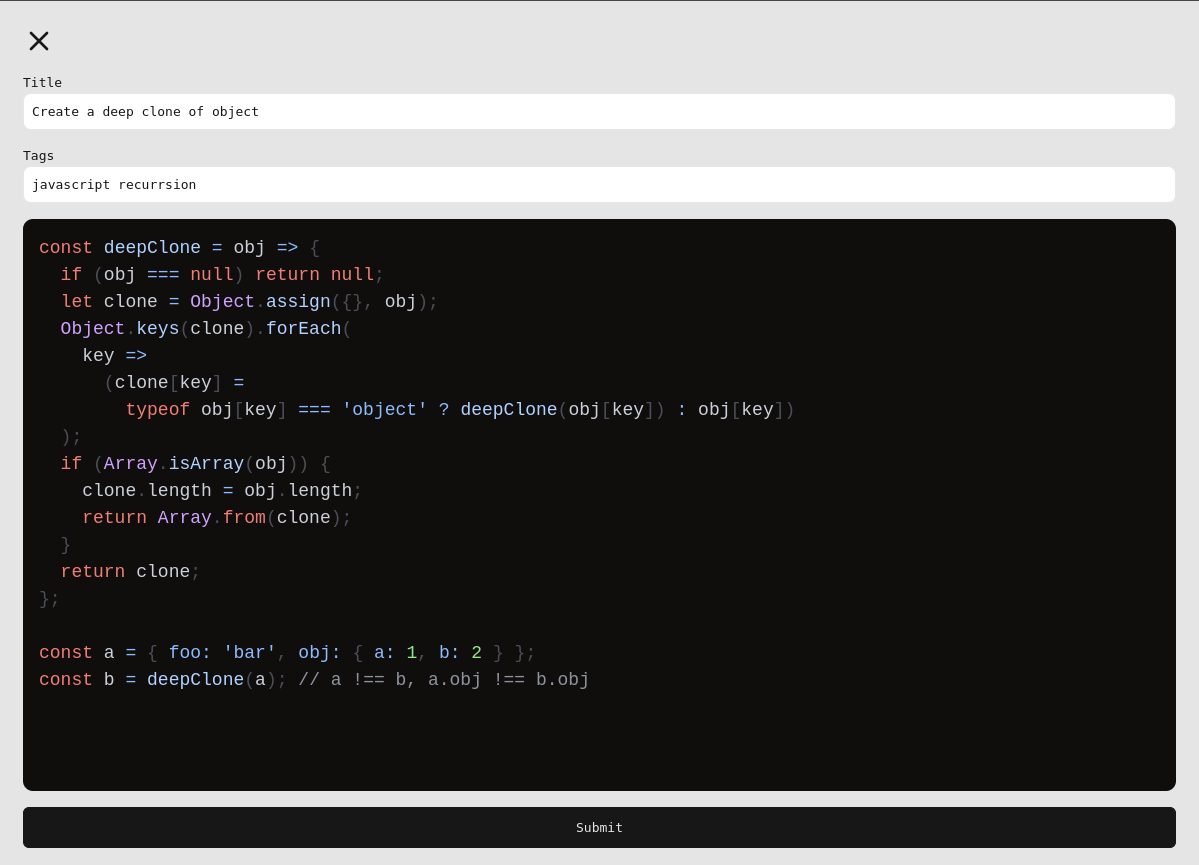 Title
Create a deep clone of object
Tags
javascript recurrsion
const deepClone = obj => {
  if (obj === null) return null;
  let clone = Object.assign({}, obj);
  Object.keys(clone).forEach(
    key =>
      (clone[key] =
        typeof obj[key] === 'object' ? deepClone(obj[key]) : obj[key])
  );
  if (Array.isArray(obj)) {
    clone.length = obj.length;
    return Array.from(clone);
  }
  return clone;
};

const a = { foo: 'bar', obj: { a: 1, b: 2 } };
const b = deepClone(a); // a !== b, a.obj !== b.obj
Submit